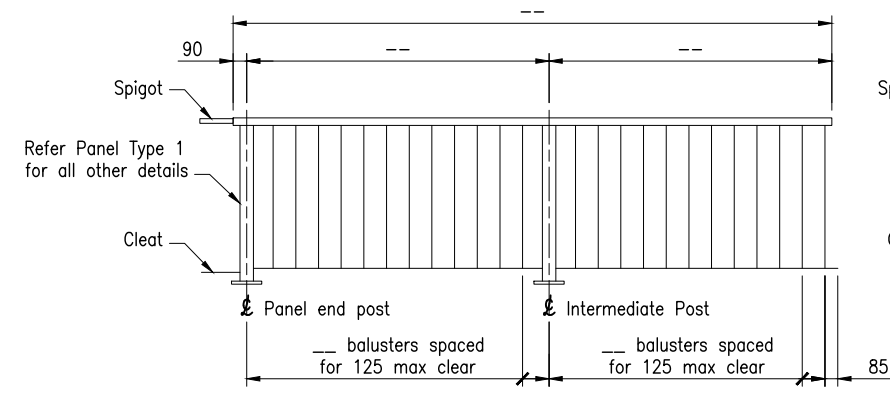 --
90
--
--
Spigot
Sp
Refer Panel Type 1
for all other details
Cleat
C
℄ Panel end post
℄ Intermediate Post
__ balusters spaced
for 125 max clear
__ balusters spaced
for 125 max clear
85